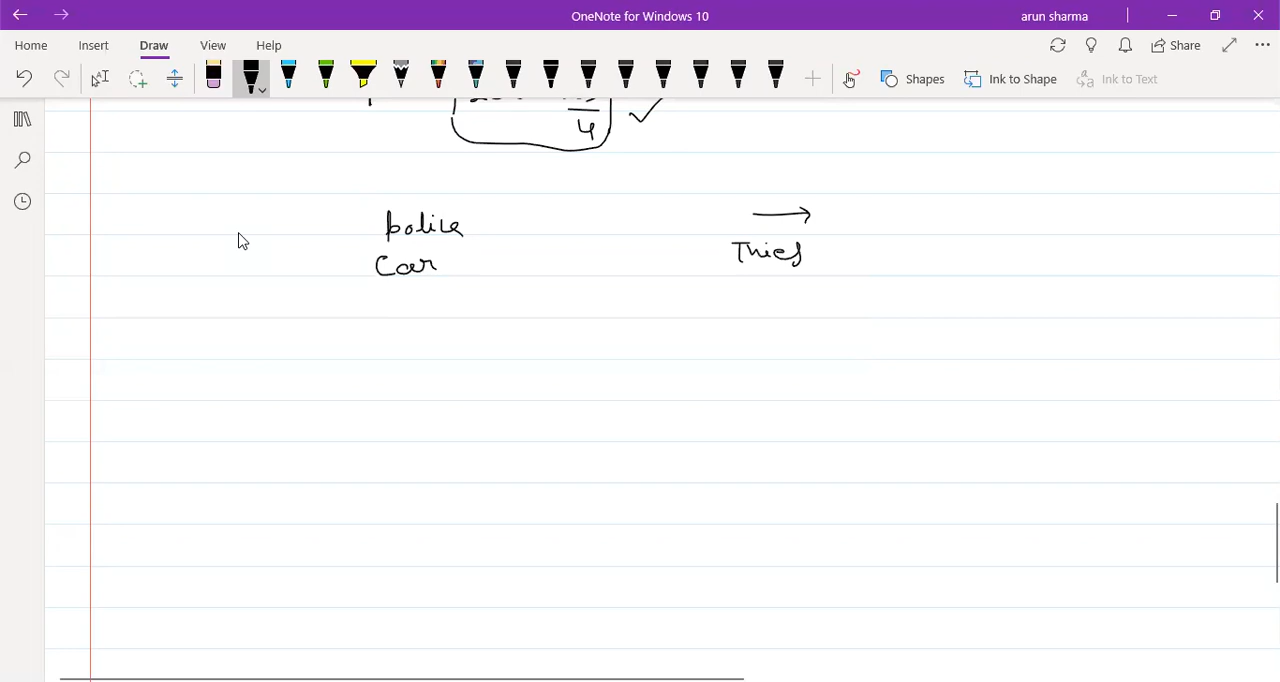 OneNote for Windows 10
arun sharma
Home Insert Draw View Help
Share
Shapes
Ink to Shape
Ink to Text
4
police
Car
Thief